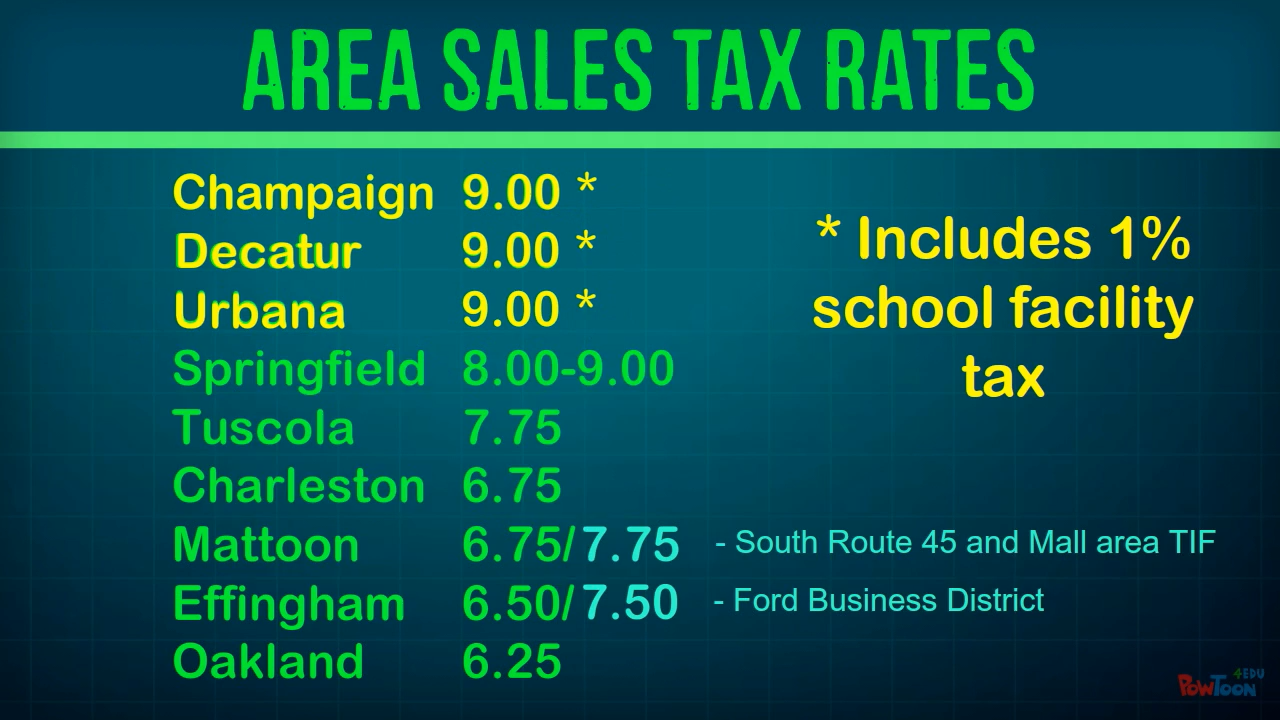 AREA SALES TAX RATES
Champaign 9.00 *
Decatur 9.00 *
Urbana 9.00 *
Springfield 8.00-9.00
Tuscola 7.75
Charleston 6.75
Mattoon 6.75/7.75 - South Route 45 and Mall area TIF
Effingham 6.50/7.50 - Ford Business District
Oakland 6.25
* Includes 1%
school facility
tax
4EDU
POWTOON